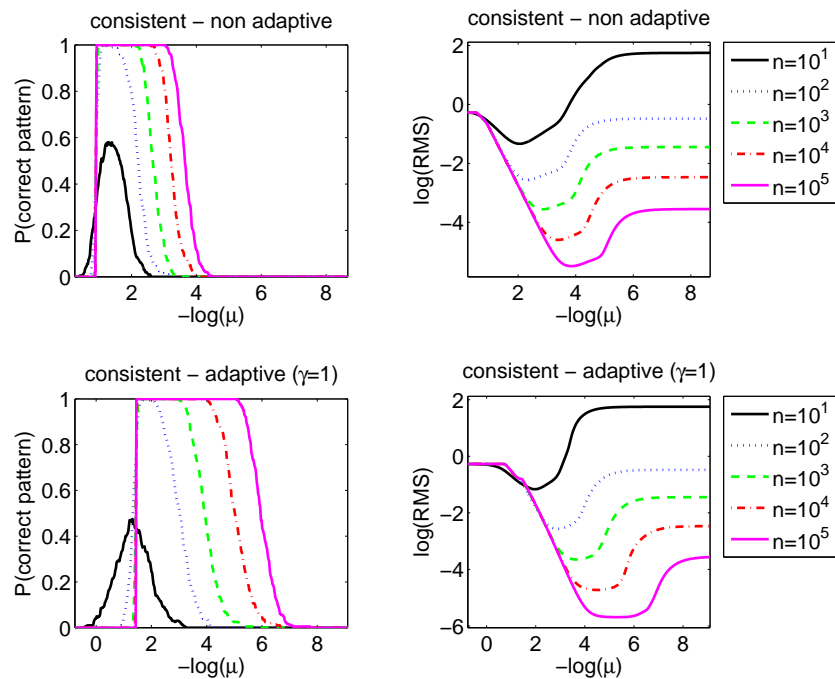 consistent – non adaptive
P(correct pattern)
1
0.8
0.6
0.4
0.2
0
2 4 6 8
−log(μ)
consistent – non adaptive
log(RMS)
2
0
−2
−4
2 4 6 8
−log(μ)
n=10^1
n=10^2
n=10^3
n=10^4
n=10^5
consistent – adaptive (γ=1)
P(correct pattern)
1
0.8
0.6
0.4
0.2
0
0 2 4 6 8
−log(μ)
consistent – adaptive (γ=1)
log(RMS)
2
0
−2
−4
−6
0 2 4 6 8
−log(μ)
n=10^1
n=10^2
n=10^3
n=10^4
n=10^5